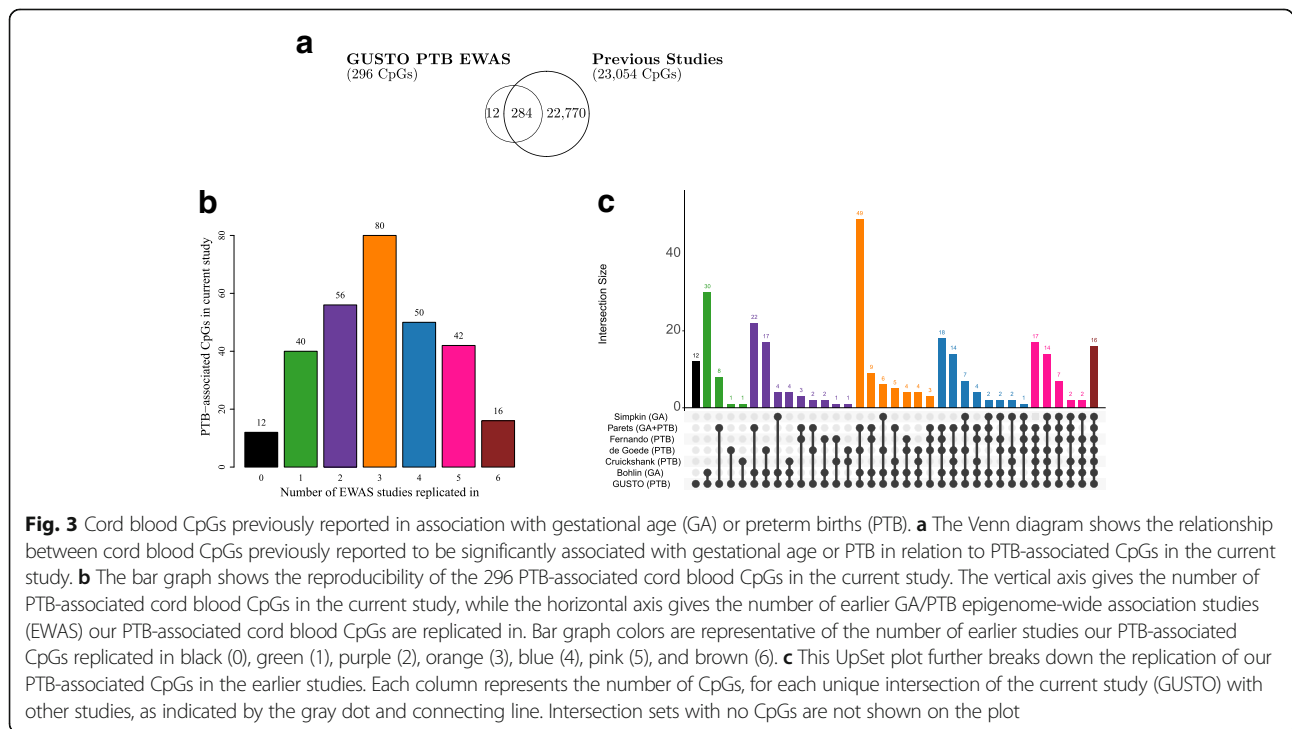 a
GUSTO PTB EWAS
(296 CpGs)
Previous Studies
(23,054 CpGs)
12 284 22,770
b
PTB−associated CpGs in current study
0 20 40 60 80
12 40 56 80 50 42 16
0 1 2 3 4 5 6
Number of EWAS studies replicated in
c
Intersection Size
40
20
0
12 30 8 1 1 22 17 4 4 3 2 2 1 1 49 9 6 5 4 4 3 18 14 7 4 2 2 2 1 17 14 7 2 2 16
Simpkin (GA)
Parets (GA+PTB)
Fernando (PTB)
de Goede (PTB)
Cruickshank (PTB)
Bohlin (GA)
GUSTO (PTB)
Fig. 3 Cord blood CpGs previously reported in association with gestational age (GA) or preterm births (PTB). a The Venn diagram shows the relationship
between cord blood CpGs previously reported to be significantly associated with gestational age or PTB in relation to PTB-associated CpGs in the current
study. b The bar graph shows the reproducibility of the 296 PTB-associated cord blood CpGs in the current study. The vertical axis gives the number of
PTB-associated cord blood CpGs in the current study, while the horizontal axis gives the number of earlier GA/PTB epigenome-wide association studies
(EWAS) our PTB-associated cord blood CpGs are replicated in. Bar graph colors are representative of the number of earlier studies our PTB-associated
CpGs replicated in black (0), green (1), purple (2), orange (3), blue (4), pink (5), and brown (6). c This UpSet plot further breaks down the replication of our
PTB-associated CpGs in the earlier studies. Each column represents the number of CpGs, for each unique intersection of the current study (GUSTO) with
other studies, as indicated by the gray dot and connecting line. Intersection sets with no CpGs are not shown on the plot